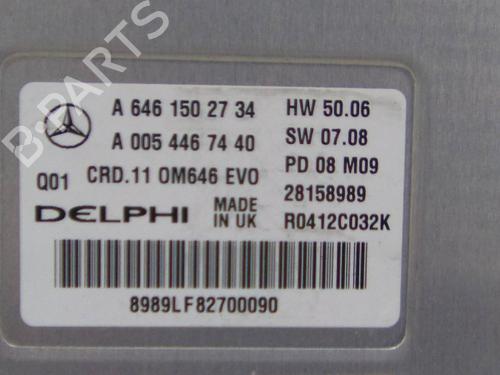 B-PARTS
A 646 150 27 34 HW 50.06
A 005 446 74 40 SW 07.08
Q01 CRD.11 OM646 EVO PD 08 M09
DELPHI MADE IN UK 28158989
R0412C032K
8989LF82700090